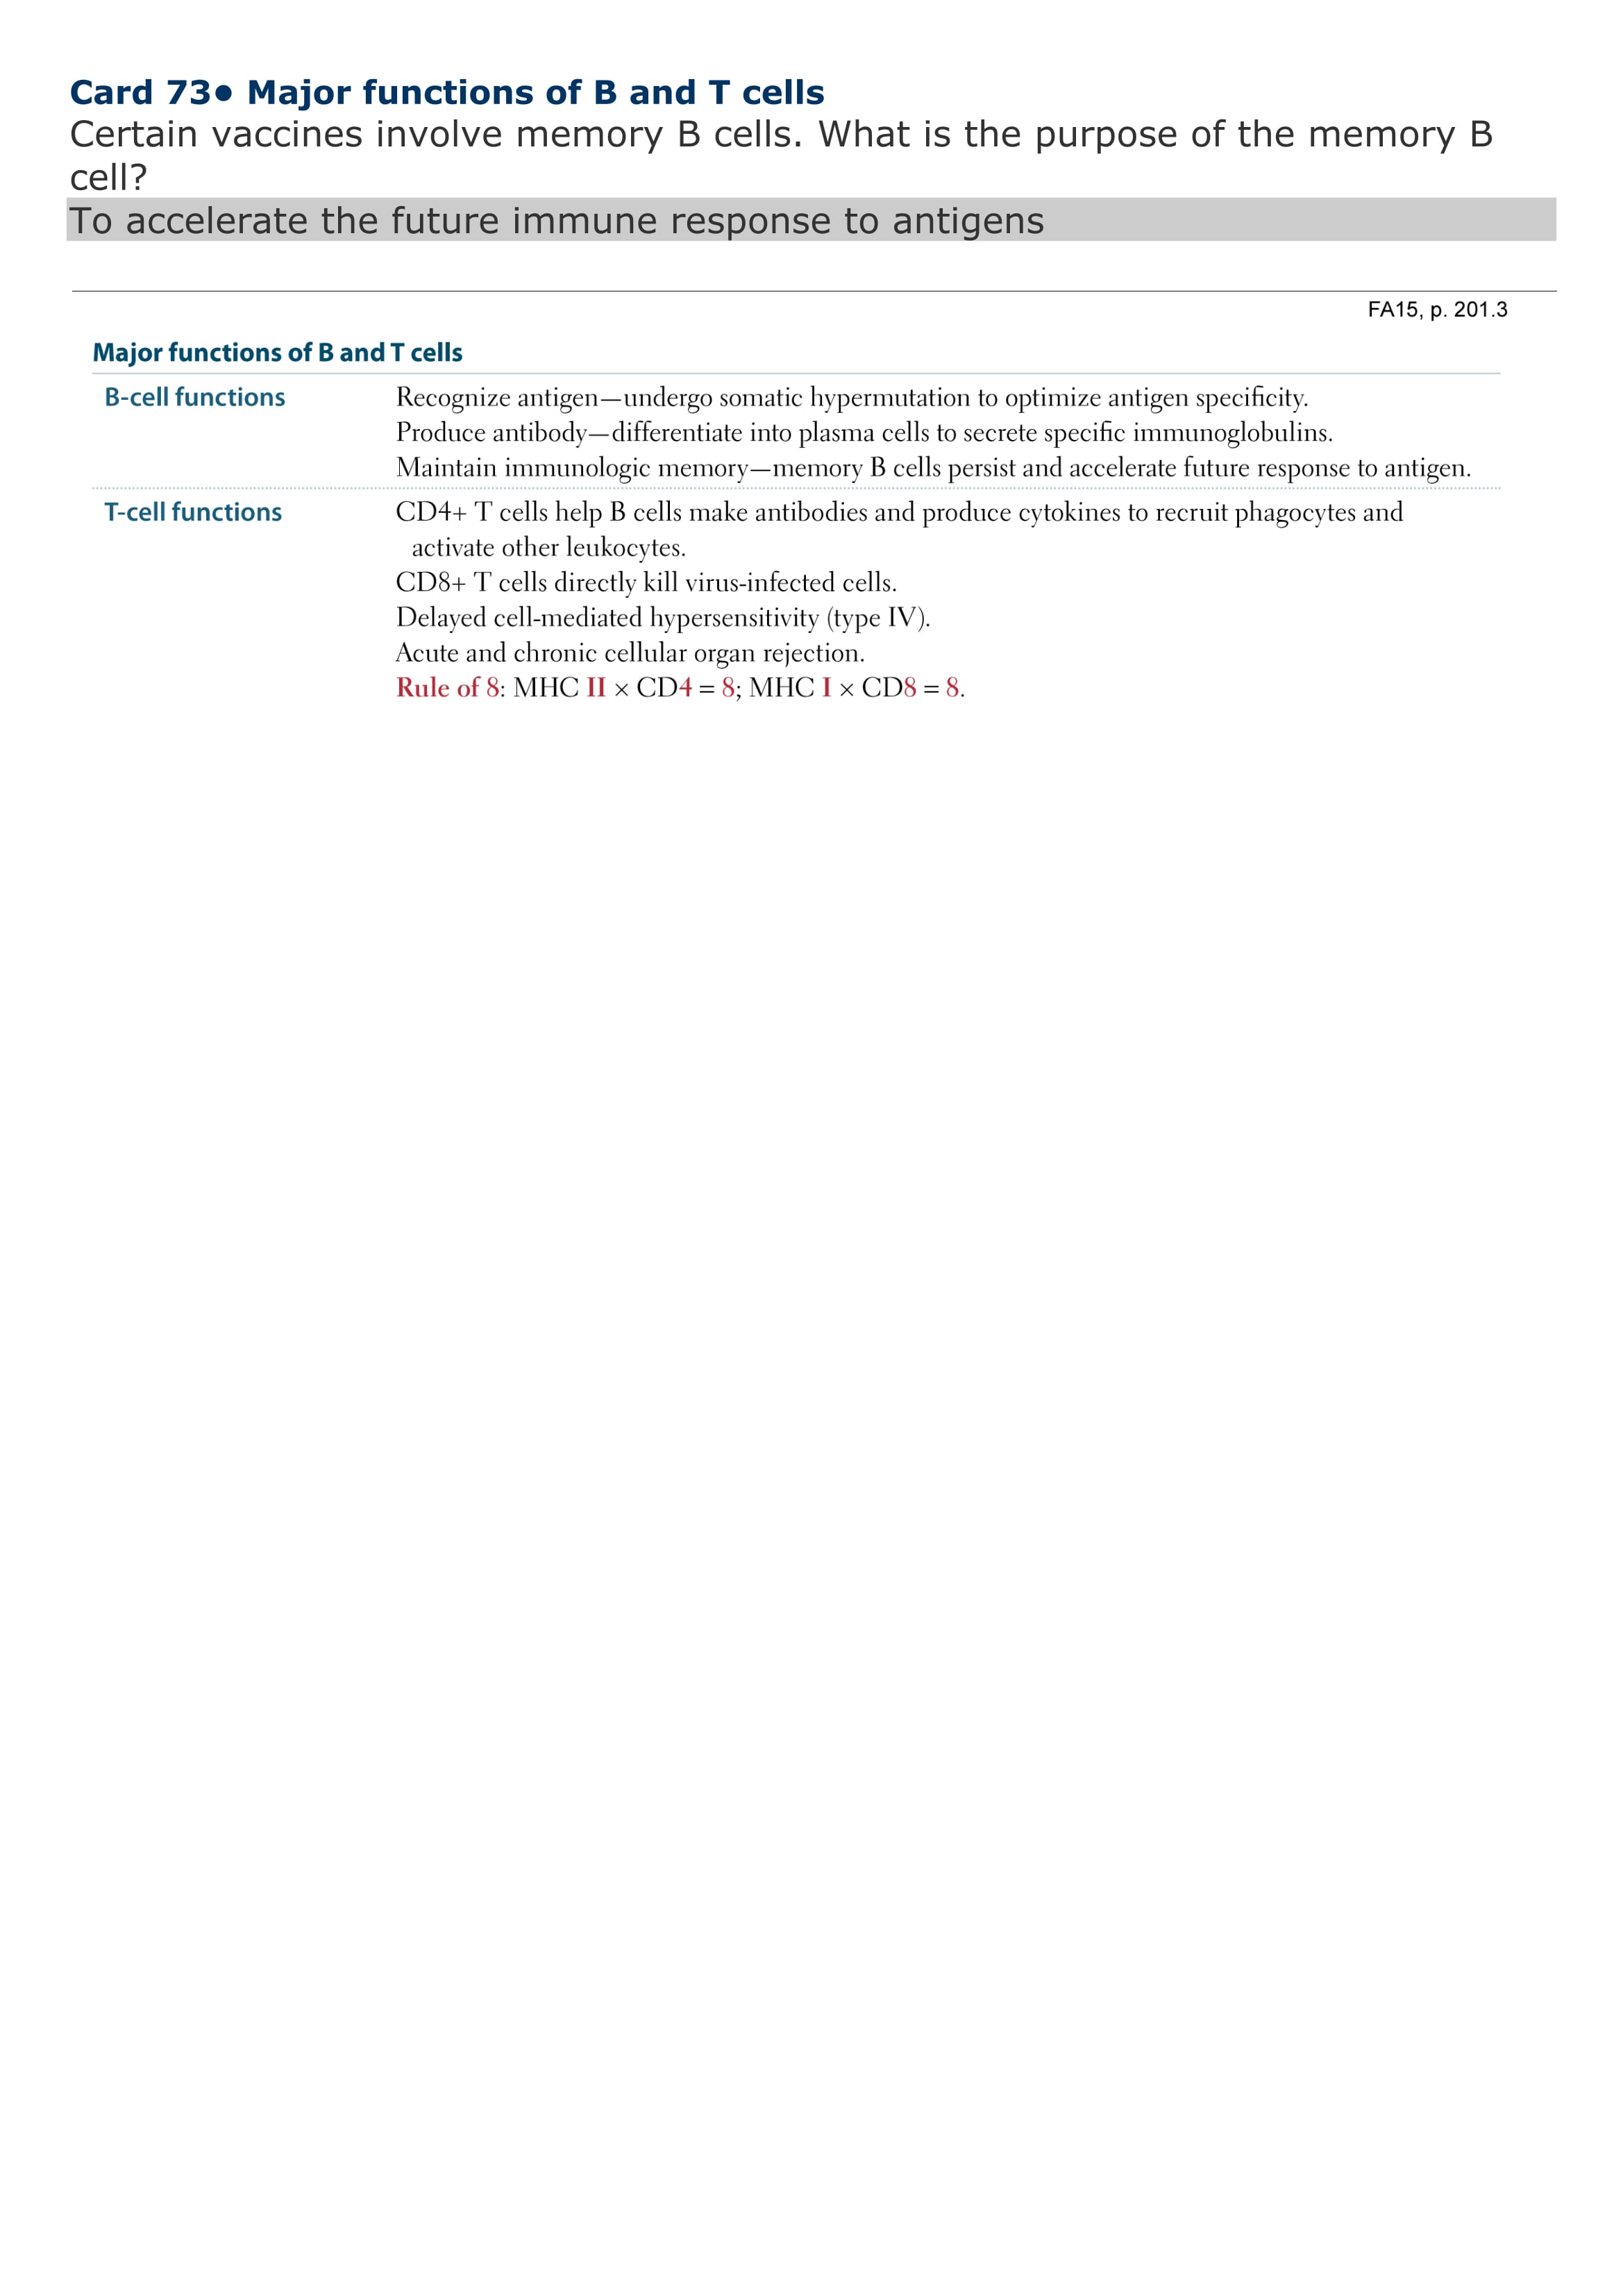 Card 73● Major functions of B and T cells
Certain vaccines involve memory B cells. What is the purpose of the memory B
cell?
To accelerate the future immune response to antigens
FA15, p. 201.3
Major functions of B and T cells
B-cell functions Recognize antigen—undergo somatic hypermutation to optimize antigen specificity.
Produce antibody—differentiate into plasma cells to secrete specific immunoglobulins.
Maintain immunologic memory—memory B cells persist and accelerate future response to antigen.
T-cell functions CD4+ T cells help B cells make antibodies and produce cytokines to recruit phagocytes and
activate other leukocytes.
CD8+ T cells directly kill virus-infected cells.
Delayed cell-mediated hypersensitivity (type IV).
Acute and chronic cellular organ rejection.
Rule of 8: MHC II × CD4 = 8; MHC I × CD8 = 8.